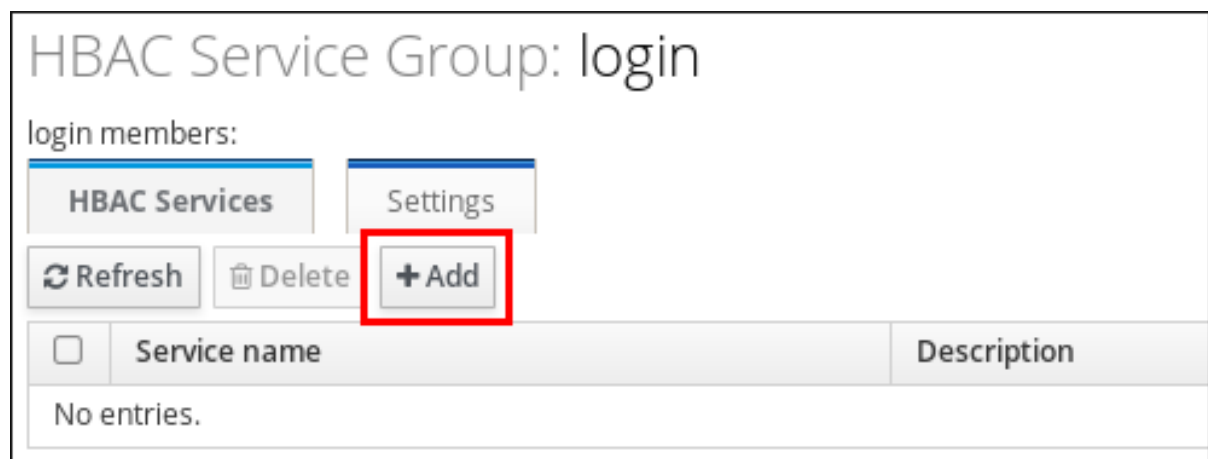 HBAC Service Group: login
login members:
HBAC Services Settings
Refresh Delete Add
Service name Description
No entries.